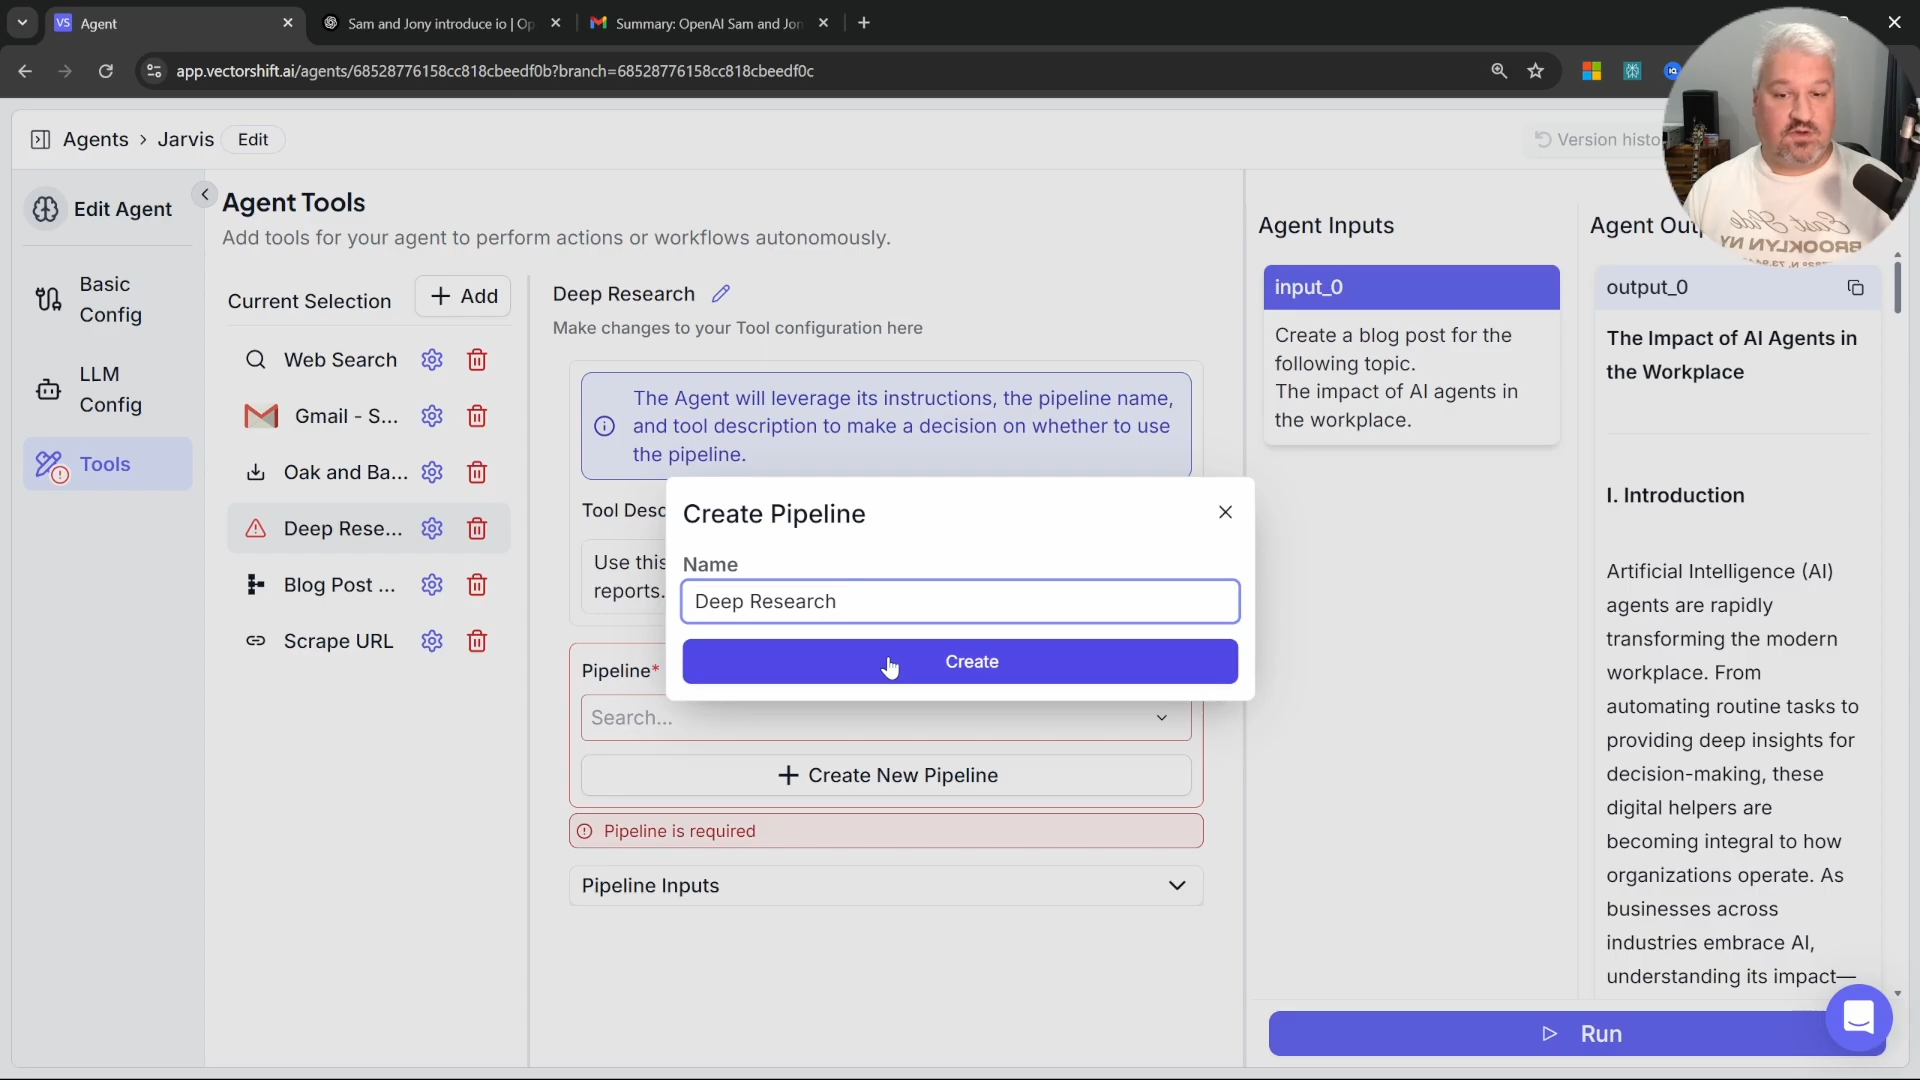 VS Agent
Sam and Jony introduce io | Op
Summary: OpenAI Sam and Jon
app.vectorshift.ai/agents/68528776158cc818cbeedf0b?branch=68528776158cc818cbeedf0c
Agents > Jarvis Edit
Version histo
Edit Agent
Basic
Config
LLM
Config
Tools
Agent Tools
Add tools for your agent to perform actions or workflows autonomously.
Current Selection
+ Add
Web Search
Gmail - S...
Oak and Ba...
Deep Rese...
Blog Post ...
Scrape URL
Deep Research
Make changes to your Tool configuration here
The Agent will leverage its instructions, the pipeline name,
and tool description to make a decision on whether to use
the pipeline.
Tool Desc
Use this
reports.
Create Pipeline
Name
Deep Research
Create
Pipeline*
Search...
+ Create New Pipeline
Pipeline is required
Pipeline Inputs
Agent Inputs
input_0
Create a blog post for the
following topic.
The impact of AI agents in
the workplace.
Agent Out
output_0
The Impact of AI Agents in
the Workplace
I. Introduction
Artificial Intelligence (AI)
agents are rapidly
transforming the modern
workplace. From
automating routine tasks to
providing deep insights for
decision-making, these
digital helpers are
becoming integral to how
organizations operate. As
businesses across
industries embrace AI,
understanding its impact—
Run
East Side
BROOKLYN NY